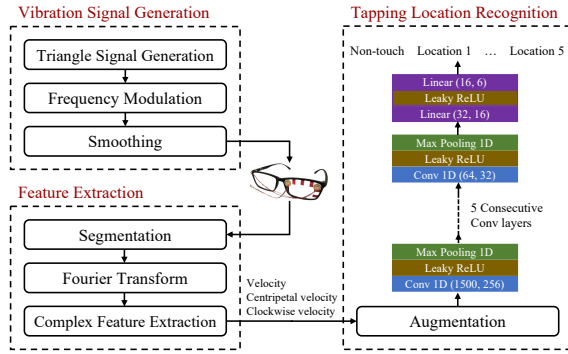 Vibration Signal Generation
Triangle Signal Generation
Frequency Modulation
Smoothing
Feature Extraction
Segmentation
Fourier Transform
Complex Feature Extraction
Velocity
Centripetal velocity
Clockwise velocity
Tapping Location Recognition
Non-touch Location 1 … Location 5
Linear (16, 6)
Leaky ReLU
Linear (32, 16)
Max Pooling 1D
Leaky ReLU
Conv 1D (64, 32)
5 Consecutive
Conv layers
Max Pooling 1D
Leaky ReLU
Conv 1D (1500, 256)
Augmentation